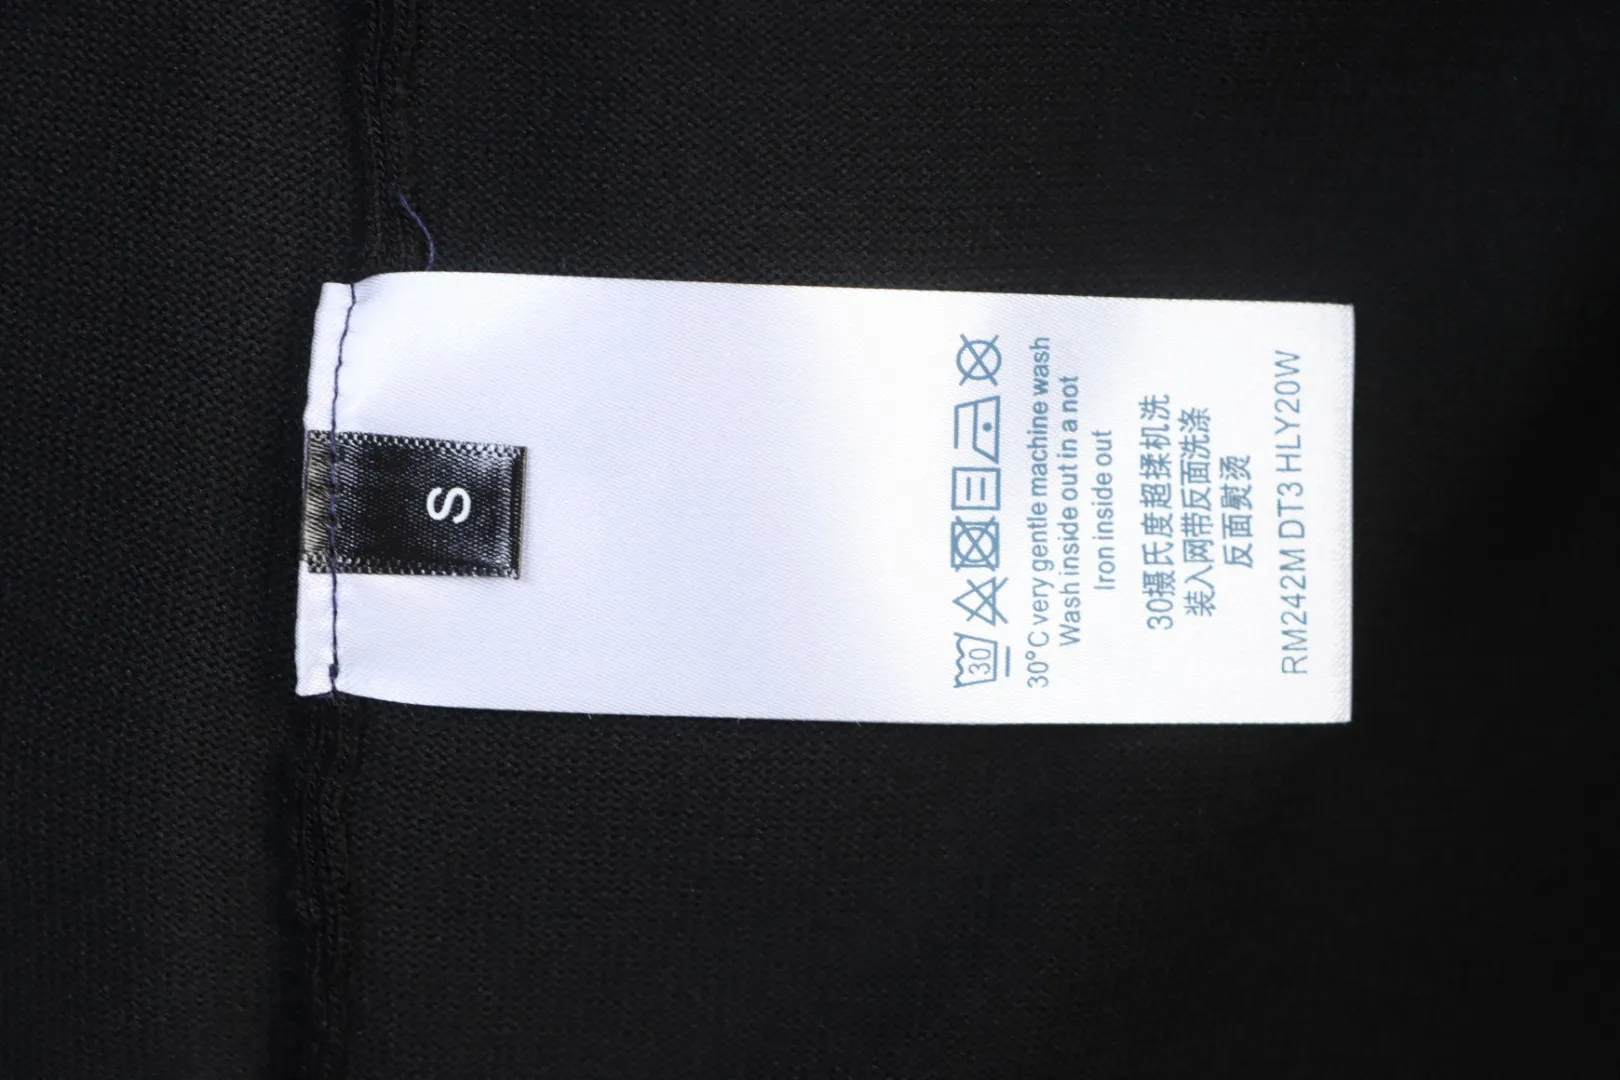 S
30
30°C very gentle machine wash
Wash inside out in a not
Iron inside out
30摄氏度超揉机洗
装入网带反面洗涤
反面熨烫
RM242M DT3 HLY20W